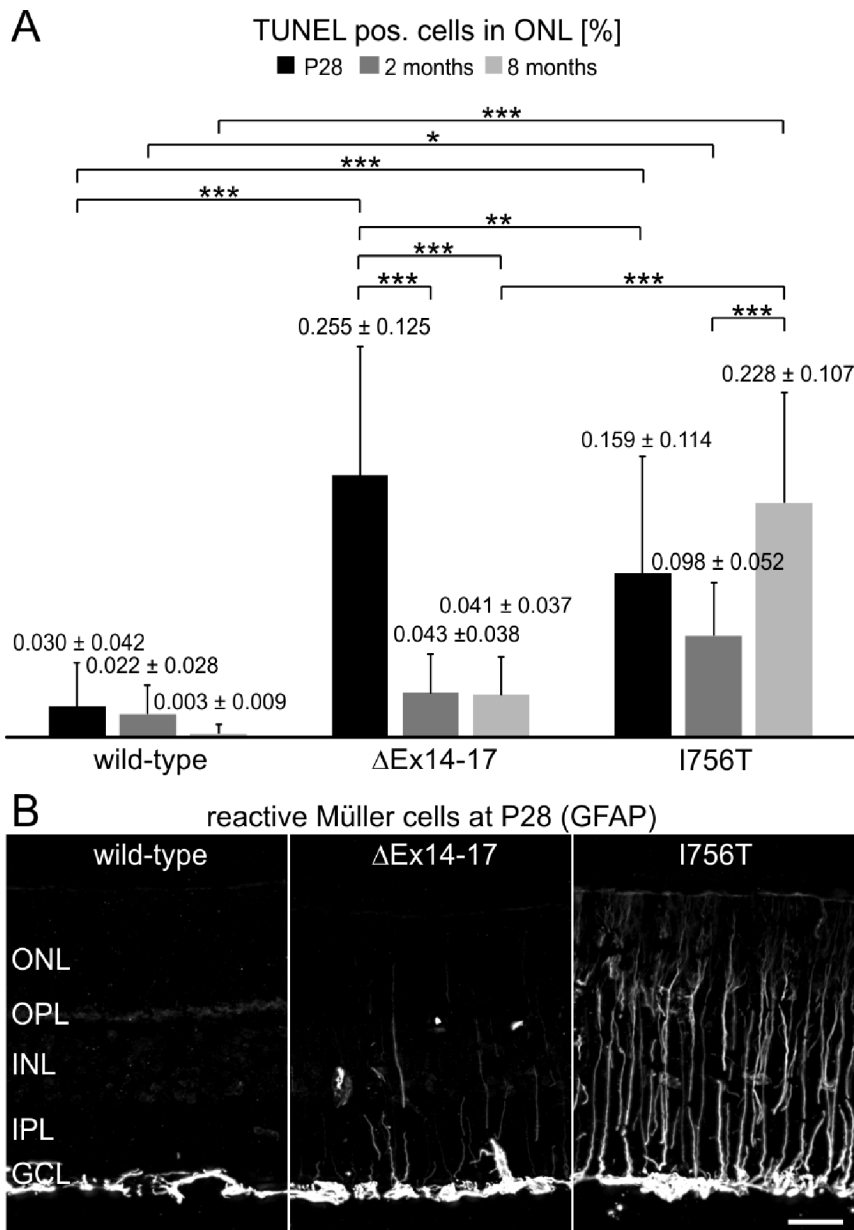 A
TUNEL pos. cells in ONL [%]
P28 2 months 8 months
***
*
***
***
**
***
***
***
***
0.255 ± 0.125
0.228 ± 0.107
0.159 ± 0.114
0.098 ± 0.052
0.041 ± 0.037
0.043 ±0.038
0.030 ± 0.042
0.022 ± 0.028
0.003 ± 0.009
wild-type ΔEx14-17 I756T
B
reactive Müller cells at P28 (GFAP)
wild-type ΔEx14-17 I756T
ONL
OPL
INL
IPL
GCL